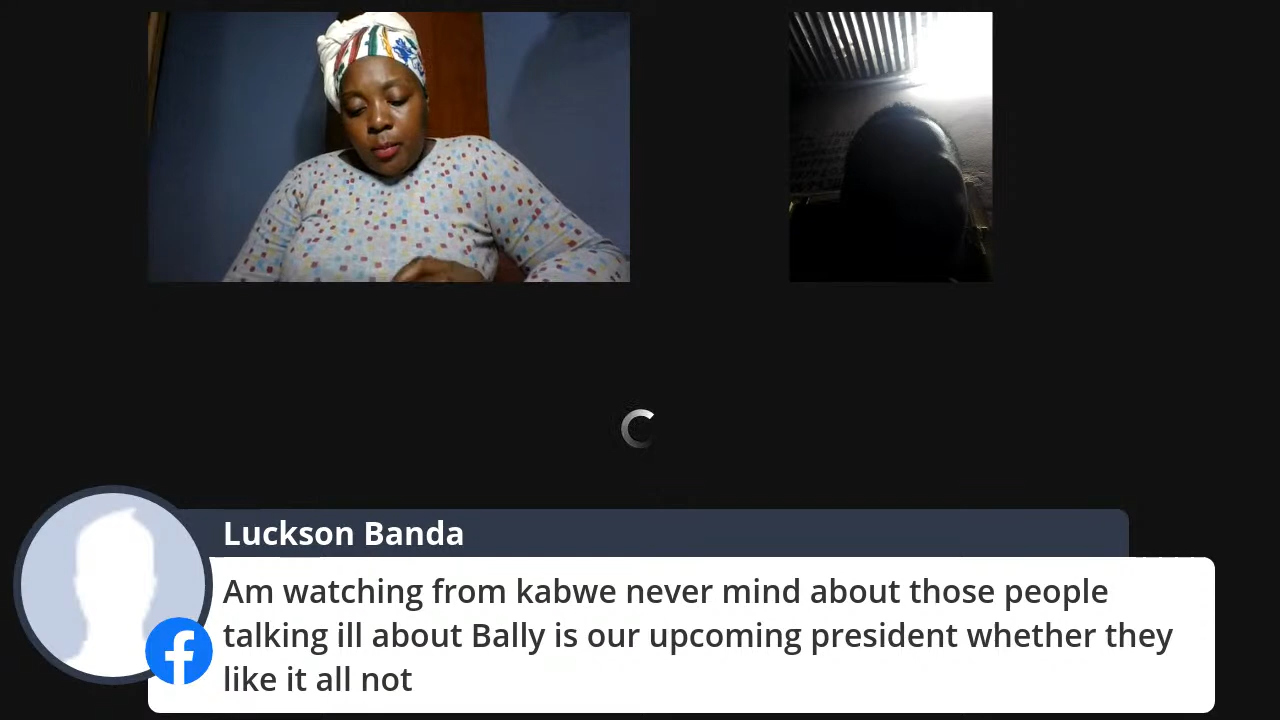 Luckson Banda
Am watching from kabwe never mind about those people
talking ill about Bally is our upcoming president whether they
like it all not